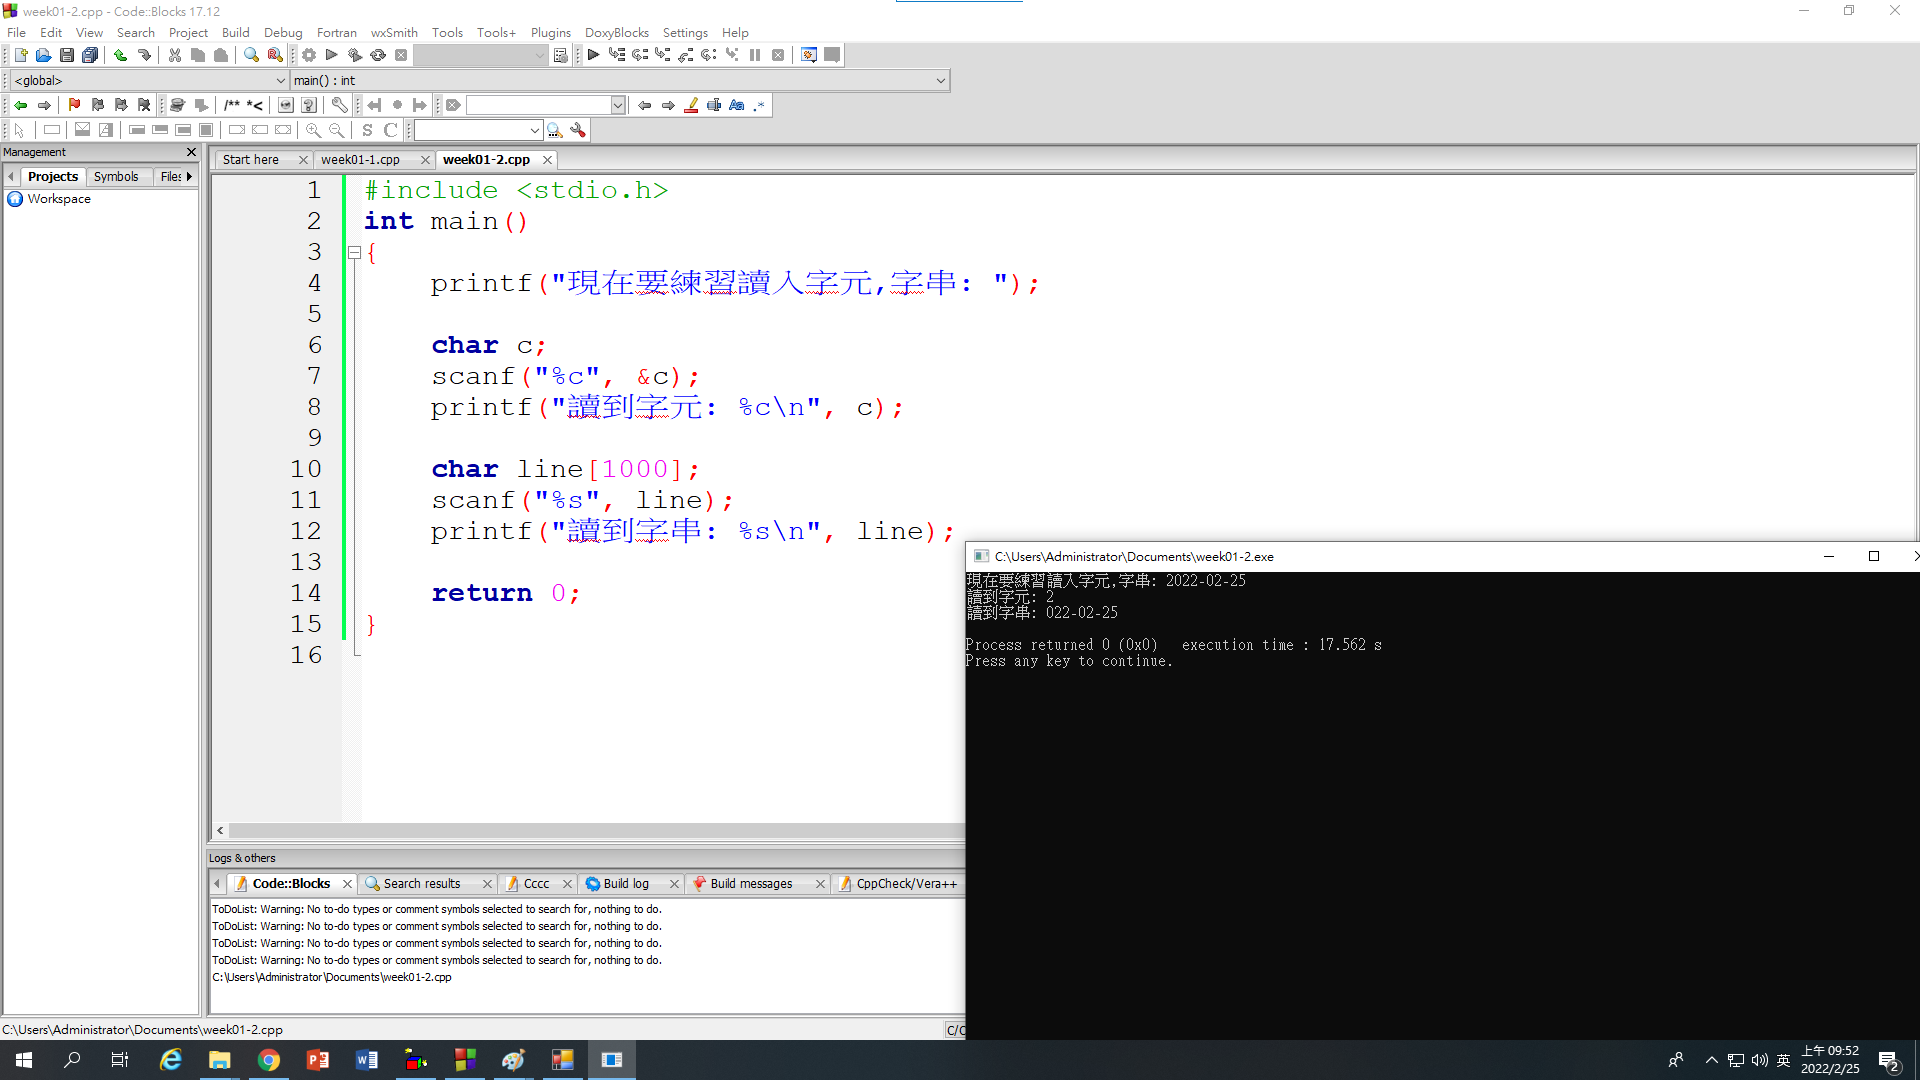 week01-2.cpp - Code::Blocks 17.12
File Edit View Search Project Build Debug Fortran wxSmith Tools Tools+ Plugins DoxyBlocks Settings Help
<global> main() : int
/** *<
S C
Management
Projects Symbols Files
Workspace
Start here week01-1.cpp week01-2.cpp
1 #include <stdio.h>
2 int main()
3 {
4 printf("現在要練習讀入字元,字串: ");
5
6 char c;
7 scanf("%c", &c);
8 printf("讀到字元: %c\n", c);
9
10 char line[1000];
11 scanf("%s", line);
12 printf("讀到字串: %s\n", line);
13
14 return 0;
15 }
16
C:\Users\Administrator\Documents\week01-2.exe
現在要練習讀入字元,字串: 2022-02-25
讀到字元: 2
讀到字串: 022-02-25
Process returned 0 (0x0) execution time : 17.562 s
Press any key to continue.
Logs & others
Code::Blocks Search results Cccc Build log Build messages CppCheck/Vera++
ToDoList: Warning: No to-do types or comment symbols selected to search for, nothing to do.
ToDoList: Warning: No to-do types or comment symbols selected to search for, nothing to do.
ToDoList: Warning: No to-do types or comment symbols selected to search for, nothing to do.
ToDoList: Warning: No to-do types or comment symbols selected to search for, nothing to do.
C:\Users\Administrator\Documents\week01-2.cpp
C:\Users\Administrator\Documents\week01-2.cpp C/C
英 上午 09:52
2022/2/25
2